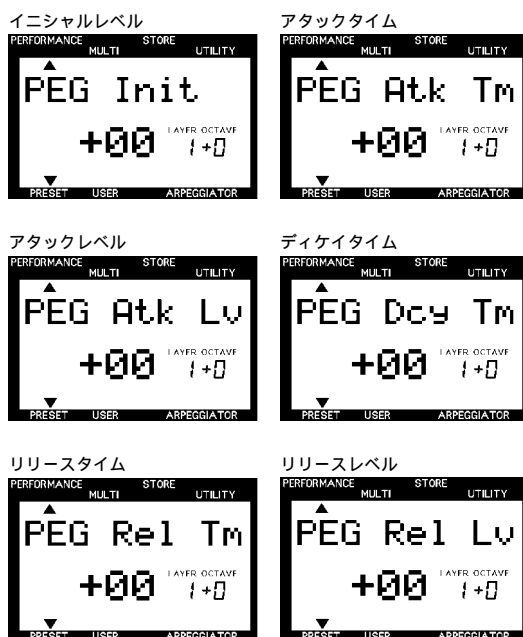 イニシャルレベル
PERFORMANCE MULTI STORE UTILITY
PEG Init
+00 LAYER OCTAVE 1 +0
PRESET USER ARPEGGIATOR
アタックタイム
PERFORMANCE MULTI STORE UTILITY
PEG Atk Tm
+00 LAYER OCTAVE 1 +0
PRESET USER ARPEGGIATOR
アタックレベル
PERFORMANCE MULTI STORE UTILITY
PEG Atk Lv
+00 LAYER OCTAVE 1 +0
PRESET USER ARPEGGIATOR
ディケイタイム
PERFORMANCE MULTI STORE UTILITY
PEG Dcy Tm
+00 LAYER OCTAVE 1 +0
PRESET USER ARPEGGIATOR
リリースタイム
PERFORMANCE MULTI STORE UTILITY
PEG Rel Tm
+00 LAYER OCTAVE 1 +0
PRESET USER ARPEGGIATOR
リリースレベル
PERFORMANCE MULTI STORE UTILITY
PEG Rel Lv
+00 LAYER OCTAVE 1 +0
PRESET USER ARPEGGIATOR